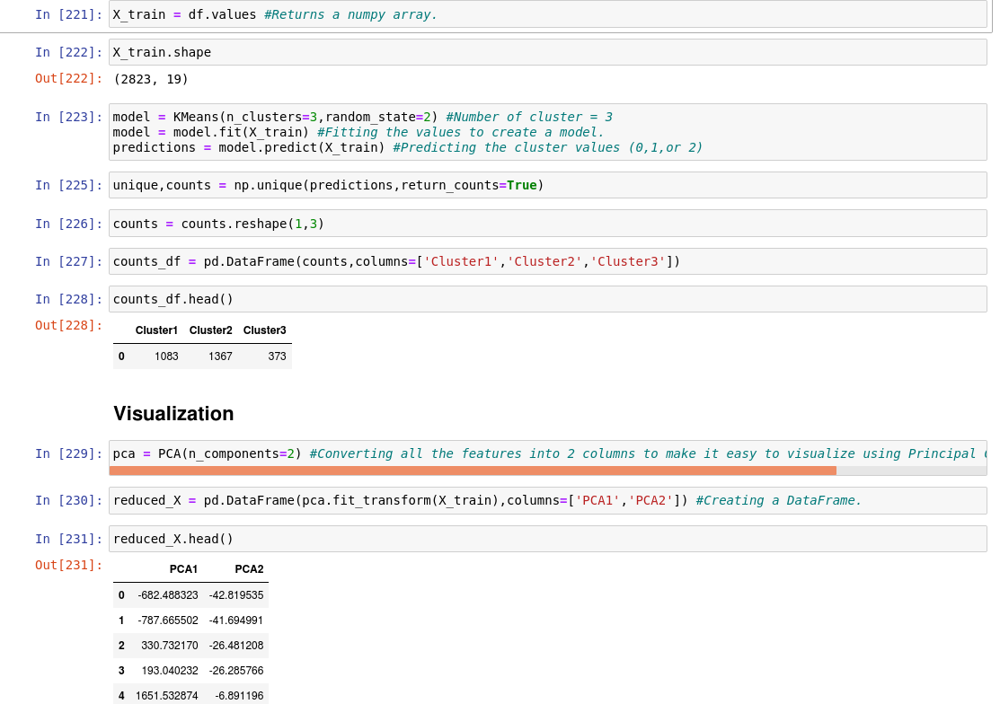 In [221]: X_train = df.values #Returns a numpy array.
In [222]: X_train.shape
Out[222]: (2823, 19)
In [223]: model = KMeans(n_clusters=3,random_state=2) #Number of cluster = 3
model = model.fit(X_train) #Fitting the values to create a model.
predictions = model.predict(X_train) #Predicting the cluster values (0,1,or 2)
In [225]: unique,counts = np.unique(predictions,return_counts=True)
In [226]: counts = counts.reshape(1,3)
In [227]: counts_df = pd.DataFrame(counts,columns=['Cluster1','Cluster2','Cluster3'])
In [228]: counts_df.head()
Out[228]:
Cluster1 Cluster2 Cluster3
0 1083 1367 373
Visualization
In [229]: pca = PCA(n_components=2) #Converting all the features into 2 columns to make it easy to visualize using Principal
In [230]: reduced_X = pd.DataFrame(pca.fit_transform(X_train),columns=['PCA1','PCA2']) #Creating a DataFrame.
In [231]: reduced_X.head()
Out[231]:
PCA1 PCA2
0 -682.488323 -42.819535
1 -787.665502 -41.694991
2 330.732170 -26.481208
3 193.040232 -26.285766
4 1651.532874 -6.891196